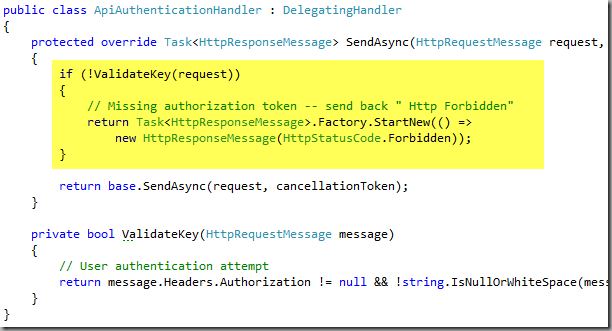 public class ApiAuthenticationHandler : DelegatingHandler
{
protected override Task<HttpResponseMessage> SendAsync(HttpRequestMessage request,
{
if (!ValidateKey(request))
{
// Missing authorization token -- send back " Http Forbidden"
return Task<HttpResponseMessage>.Factory.StartNew(() =>
new HttpResponseMessage(HttpStatusCode.Forbidden));
}
return base.SendAsync(request, cancellationToken);
}
private bool ValidateKey(HttpRequestMessage message)
{
// User authentication attempt
return message.Headers.Authorization != null && !string.IsNullOrWhiteSpace(mes
}
}